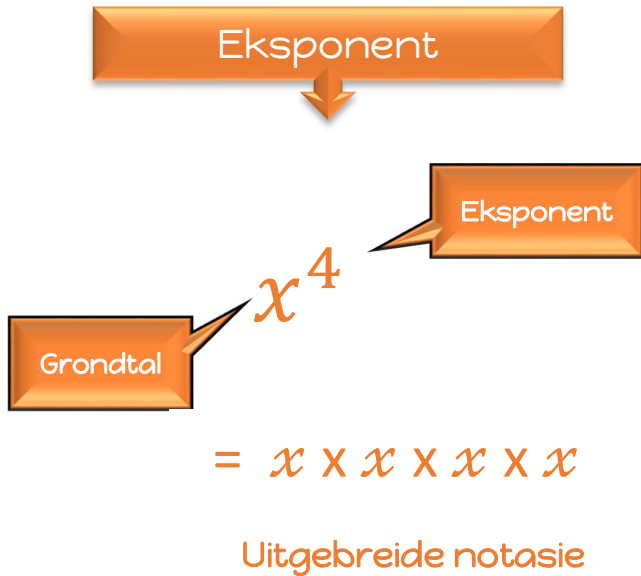 Eksponent
Eksponent
x⁴
Grondtal
= x x x x x x x
Uitgebreide notasie